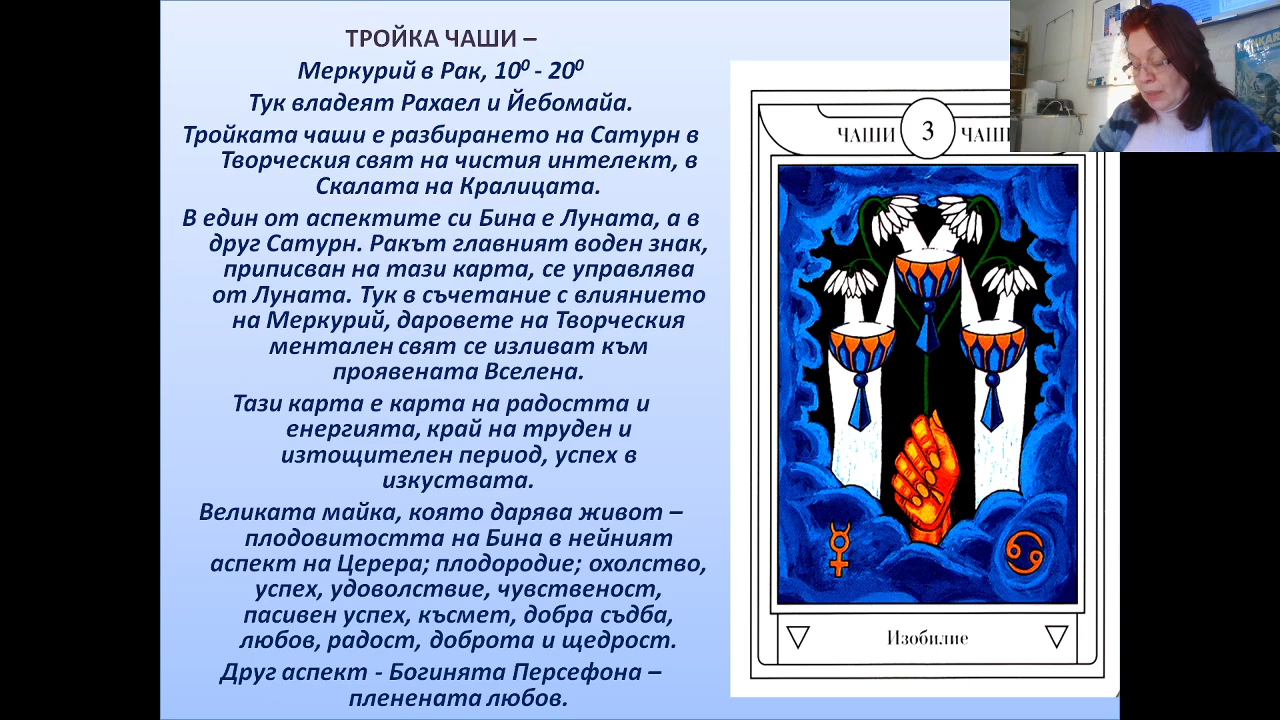 ТРОЙКА ЧАШИ –
Меркурий в Рак, 10⁰ - 20⁰
Тук владеят Рахаел и Йебомайа.
Тройката чаши е разбирането на Сатурн в
Творческия свят на чистия интелект, в
Скалата на Кралицата.
В един от аспектите си Бина е Луната, а в
друг Сатурн. Ракът главният воден знак,
приписван на тази карта, се управлява
от Луната. Тук в съчетание с влиянието
на Меркурий, даровете на Творческия
ментален свят се изливат към
проявената Вселена.
Тази карта е карта на радостта и
енергията, край на труден и
изтощителен период, успех в
изкуствата.
Великата майка, която дарява живот –
плодовитостта на Бина в нейният
аспект на Церера; плодородие; охолство,
успех, удоволствие, чувственост,
пасивен успех, късмет, добра съдба,
любов, радост, доброта и щедрост.
Друг аспект - Богинята Персефона –
пленената любов.
ЧАШИ 3
Изобилие